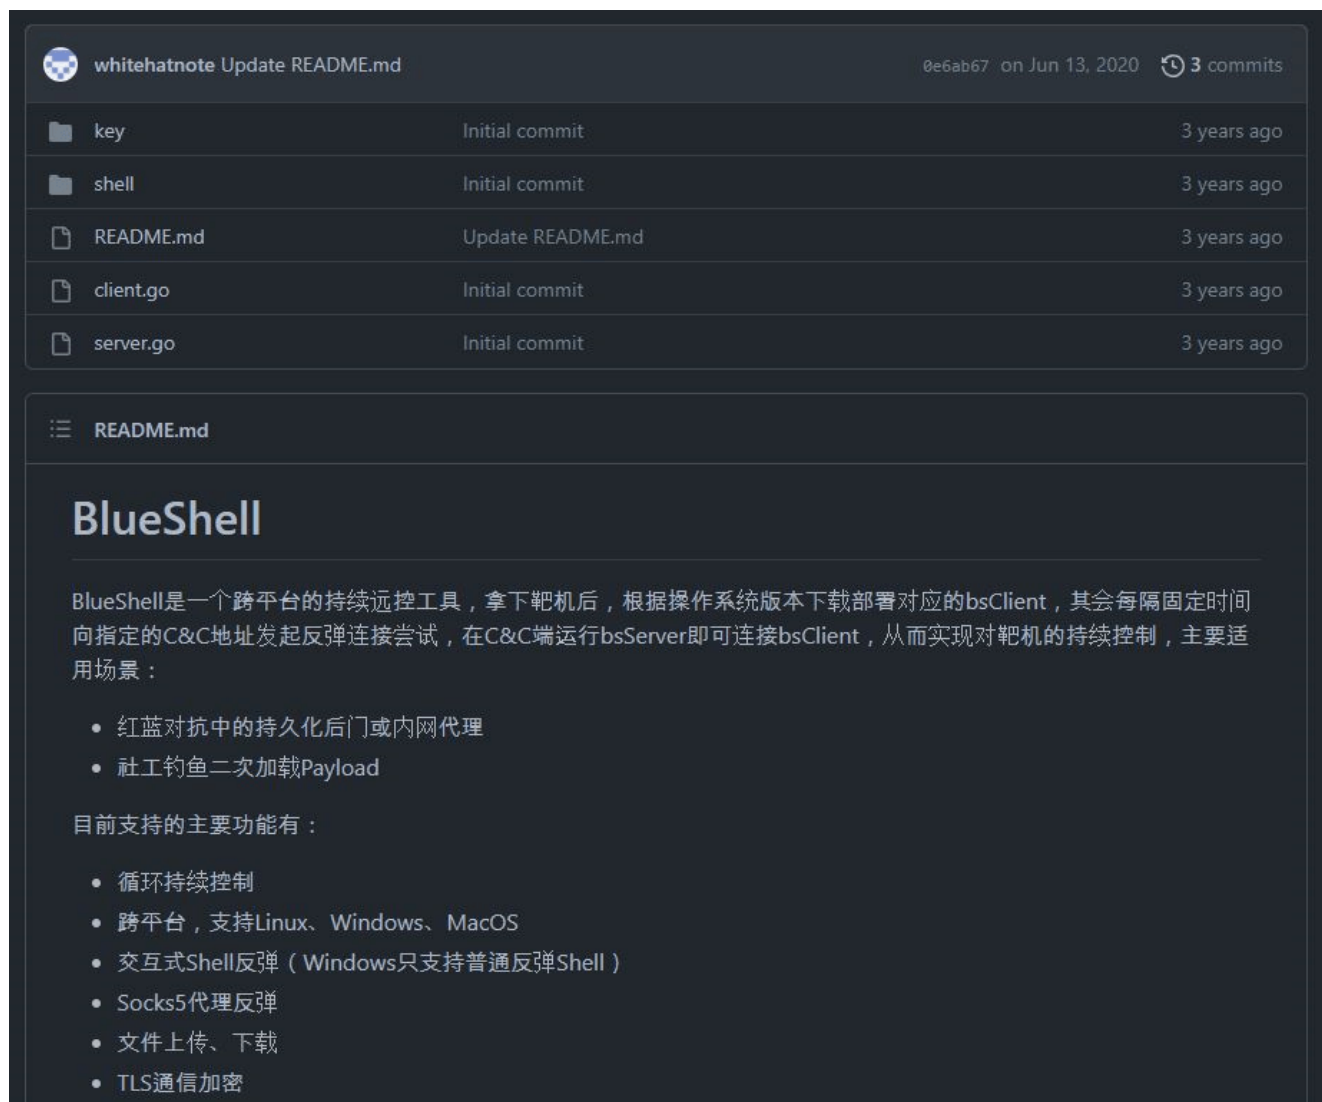 whitehatnote Update README.md 0e6ab67 on Jun 13, 2020 3 commits
key Initial commit 3 years ago
shell Initial commit 3 years ago
README.md Update README.md 3 years ago
client.go Initial commit 3 years ago
server.go Initial commit 3 years ago
README.md
BlueShell
BlueShell是一个跨平台的持续远控工具，拿下靶机后，根据操作系统版本下载部署对应的bsClient，其会每隔固定时间
向指定的C&C地址发起反弹连接尝试，在C&C端运行bsServer即可连接bsClient，从而实现对靶机的持续控制，主要适
用场景：
• 红蓝对抗中的持久化后门或内网代理
• 社工钓鱼二次加载Payload
目前支持的主要功能有：
• 循环持续控制
• 跨平台，支持Linux、Windows、MacOS
• 交互式Shell反弹（Windows只支持普通反弹Shell）
• Socks5代理反弹
• 文件上传、下载
• TLS通信加密